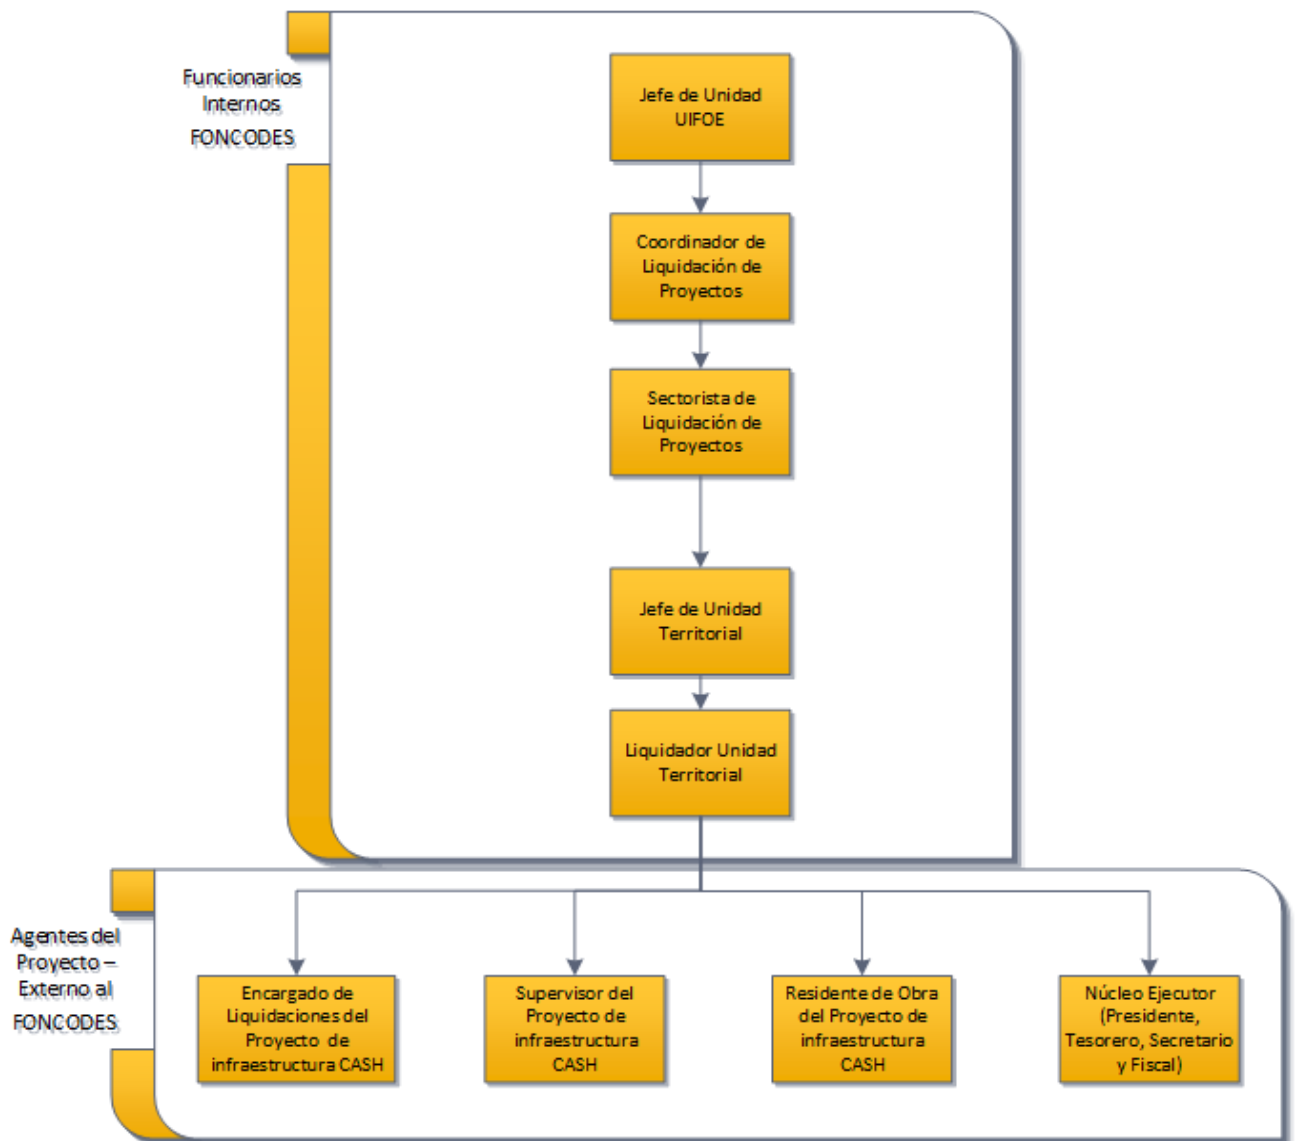 Funcionarios
Internos
FONCODES
Jefe de Unidad
UIFOE
Coordinador de
Liquidación de
Proyectos
Sectorista de
Liquidación de
Proyectos
Jefe de Unidad
Territorial
Liquidador Unidad
Territorial
Agentes del
Proyecto –
Externo al
FONCODES
Encargado de
Liquidaciones del
Proyecto de
infraestructura CASH
Supervisor del
Proyecto de
infraestructura
CASH
Residente de Obra
del Proyecto de
infraestructura
CASH
Núcleo Ejecutor
(Presidente,
Tesorero, Secretario
y Fiscal)